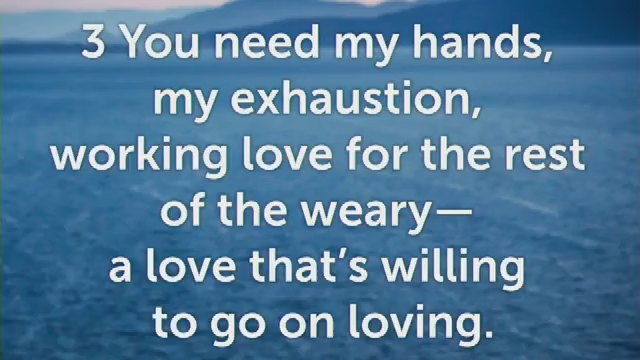 3 You need my hands,
my exhaustion,
working love for the rest
of the weary—
a love that's willing
to go on loving.